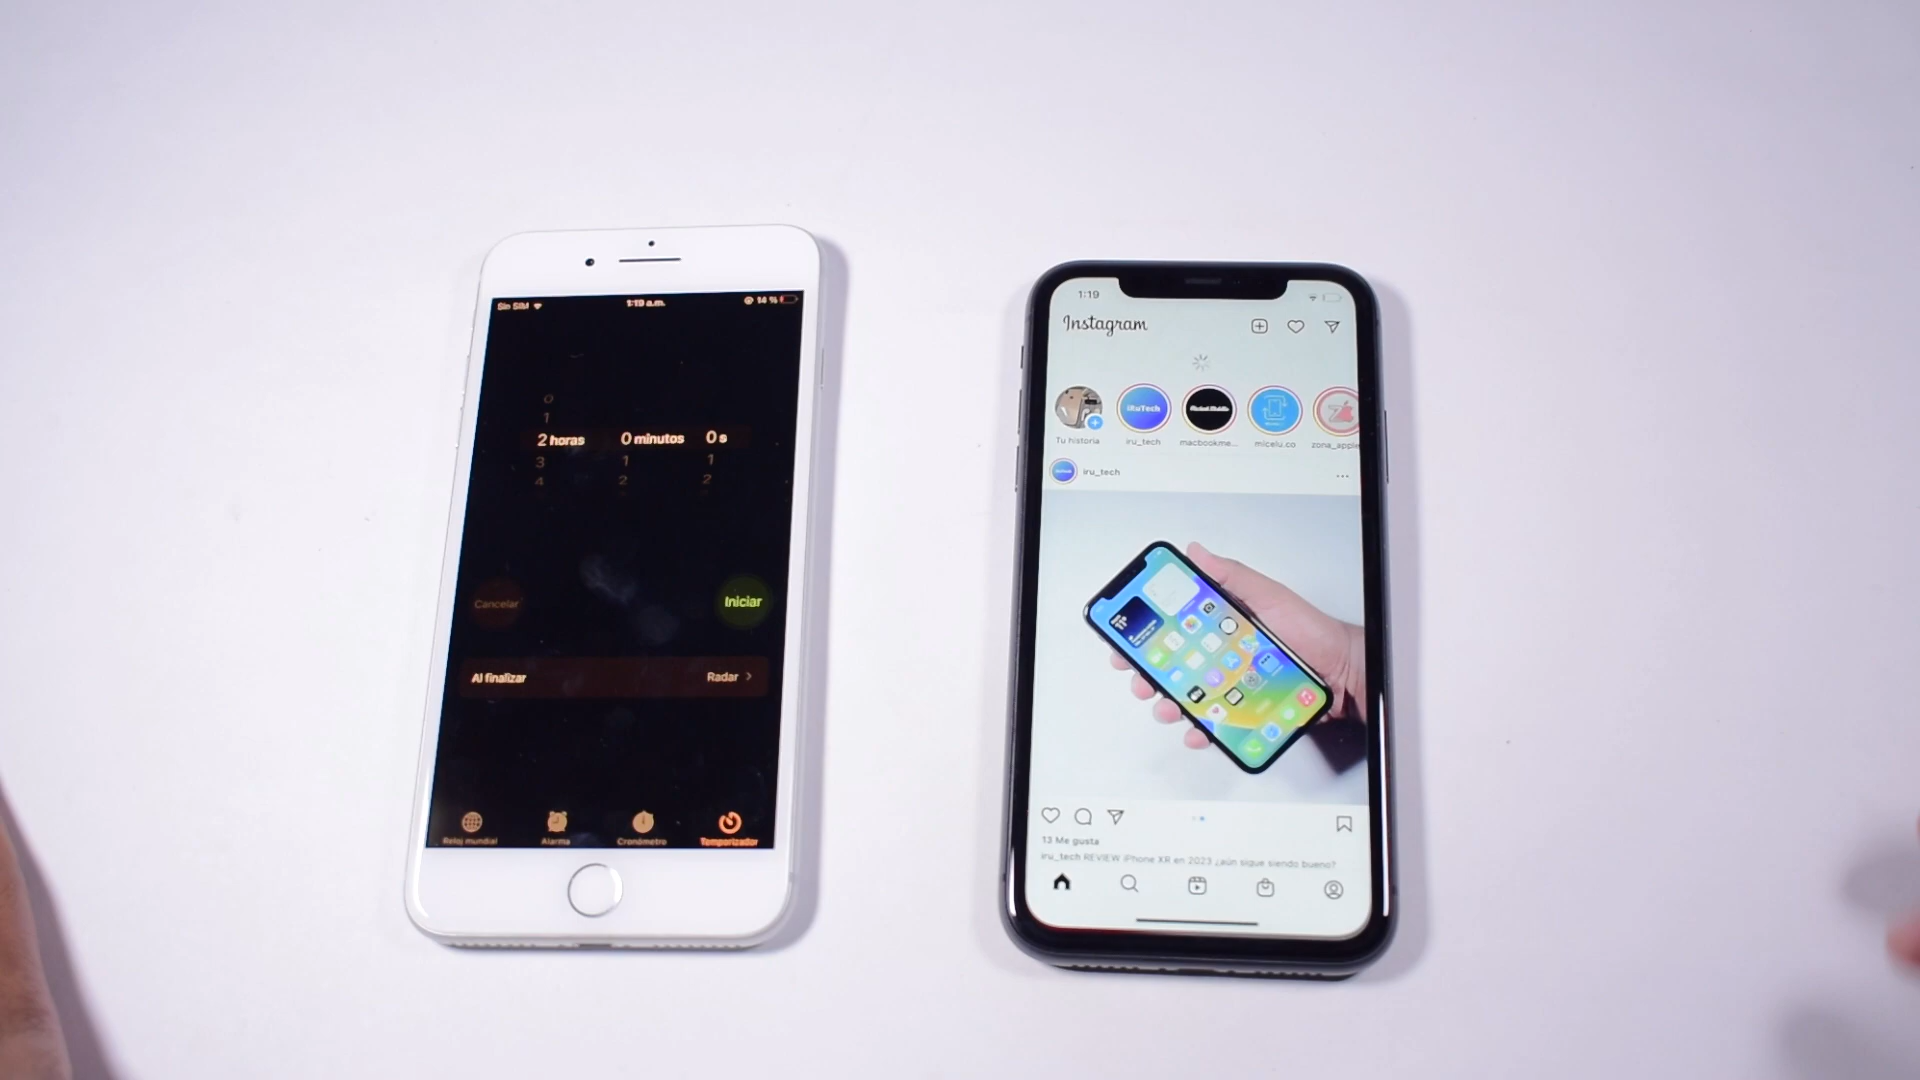 Sin SIM
1:19 a.m.
14 %
0
1
2 horas 0 minutos 0 s
3 1 1
4 2 2
Cancelar
Iniciar
Al finalizar
Radar >
Reloj mundial
Alarma
Cronómetro
Temporizador
1:19
Instagram
iruTech
Tu historia
iru_tech
macbookme...
micelu.co
zona_apple
iru_tech
...
13 Me gusta
iru_tech REVIEW iPhone XR en 2023 ¿aún sigue siendo bueno?